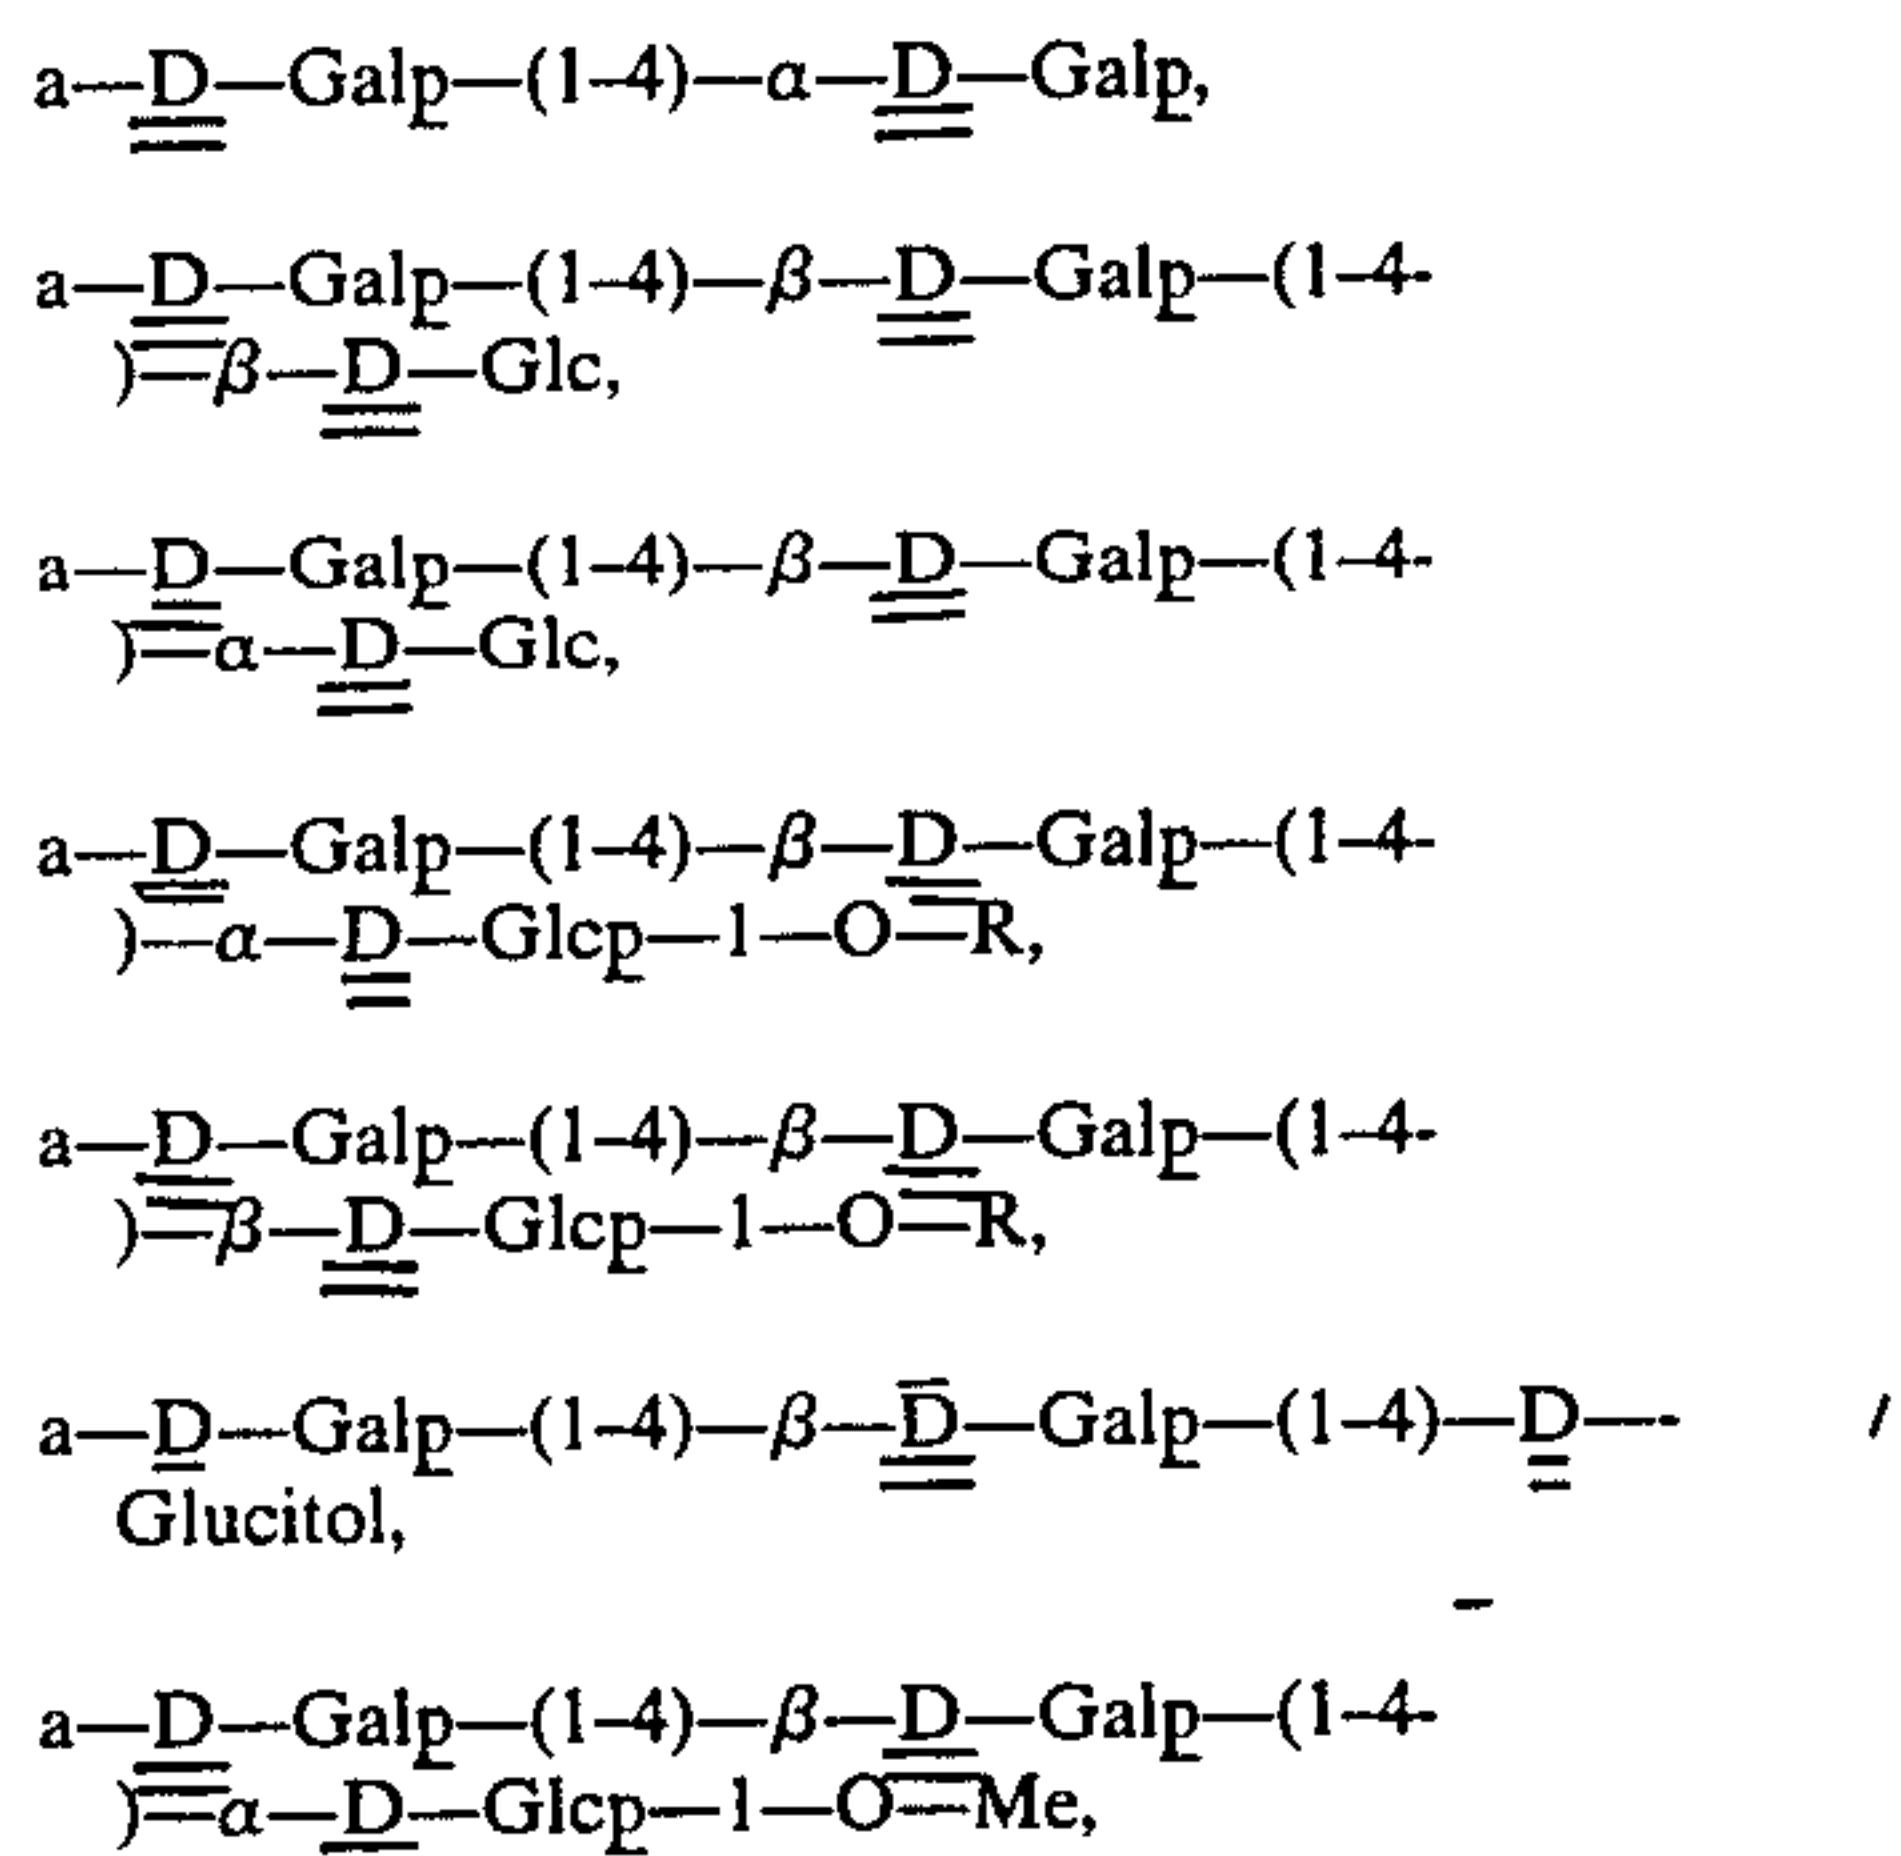 a—D—Galp—(1–4)—α—D—Galp,
a—D—Galp—(1–4)—β—D—Galp—(1–4-
)—β—D—Glc,
a—D—Galp—(1–4)—β—D—Galp—(1–4-
)—α—D—Glc,
a—D—Galp—(1–4)—β—D—Galp—(1–4-
)—α—D—Glcp—1—O—R,
a—D—Galp—(1–4)—β—D—Galp—(1–4-
)—β—D—Glcp—1—O—R,
a—D—Galp—(1–4)—β—D—Galp—(1–4)—D—-
Glucitol,
a—D—Galp—(1–4)—β—D—Galp—(1–4-
)—α—D—Glcp—1—O—Me,